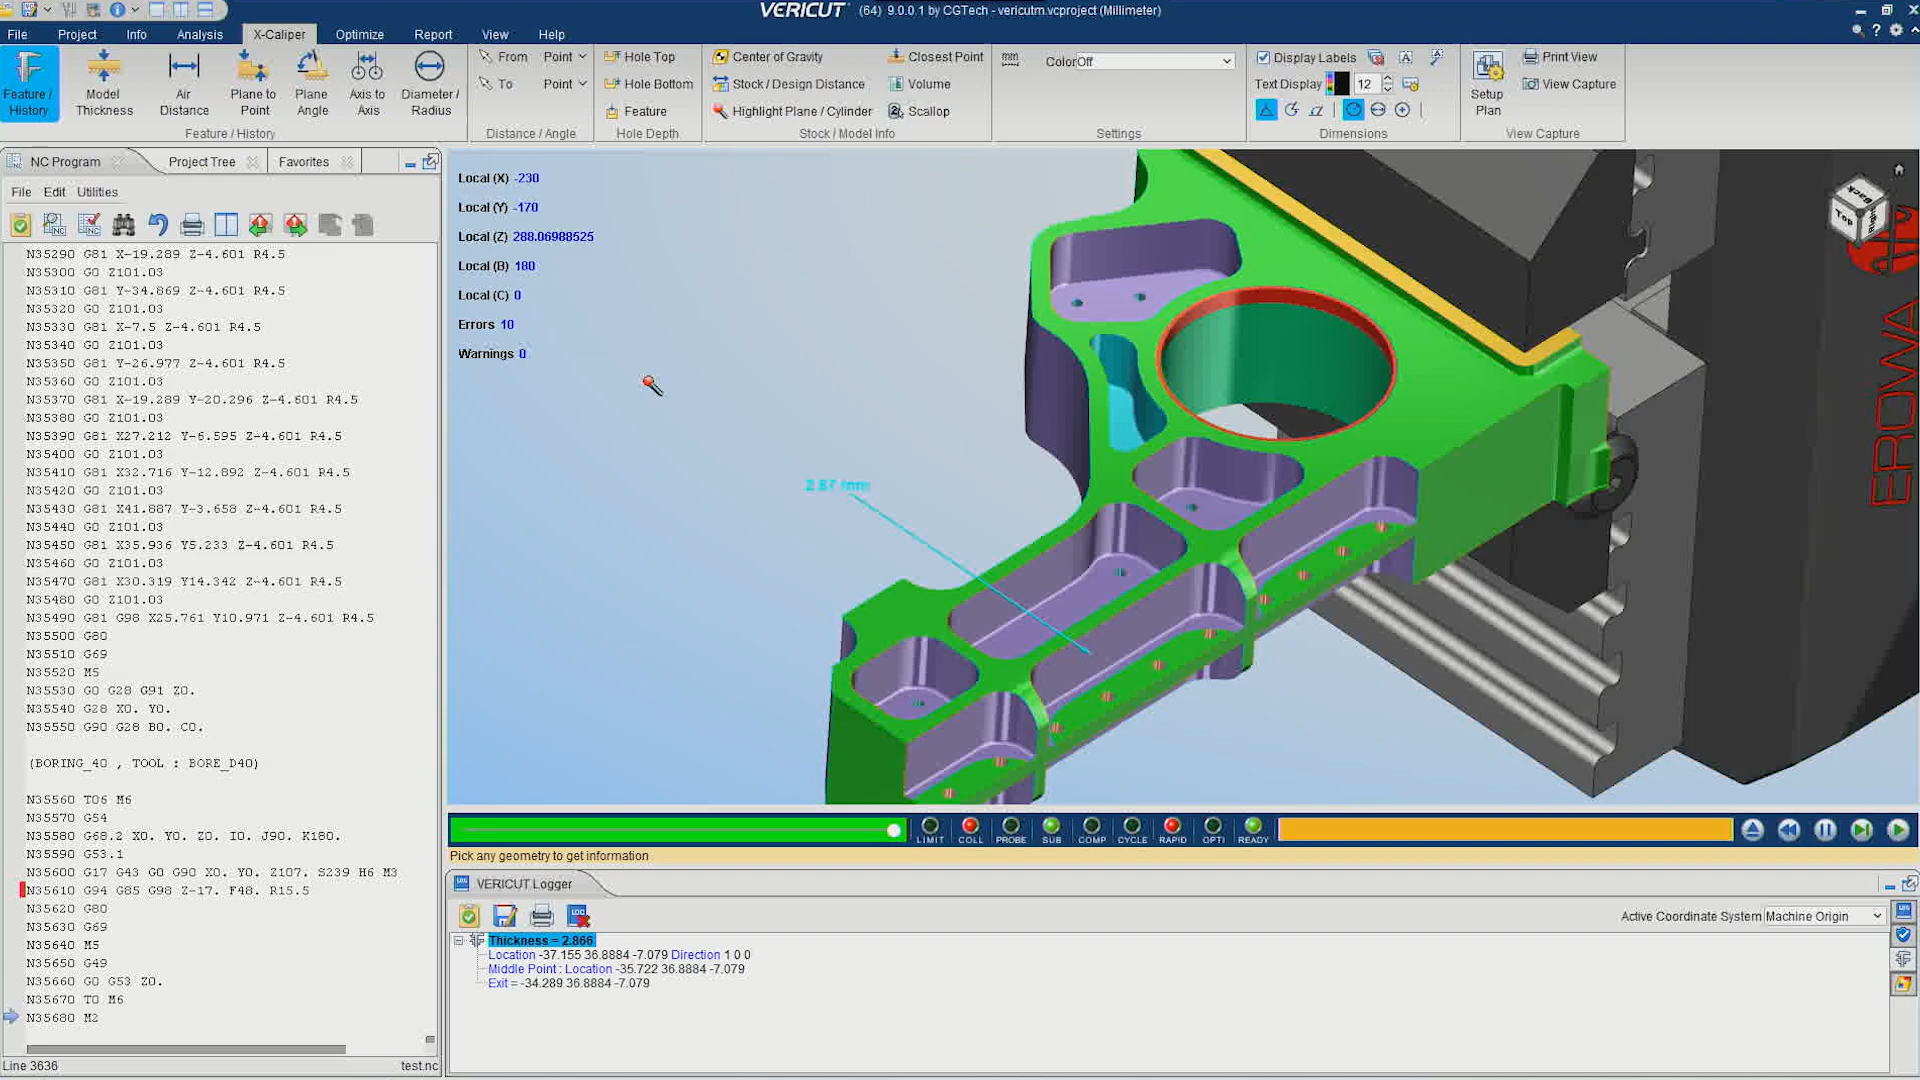 VERICUT (64) 9.0.0.1 by CGTech - vericutm.vcproject (Millimeter)
File Project Info Analysis X-Caliper Optimize Report View Help
Feature / History
Model Thickness
Air Distance
Plane to Point
Plane Angle
Axis to Axis
Diameter / Radius
Feature / History
From Point
To Point
Distance / Angle
Hole Top
Hole Bottom
Feature
Hole Depth
Center of Gravity
Stock / Design Distance
Highlight Plane / Cylinder
Closest Point
Volume
Scallop
Stock / Model Info
Color Off
Settings
Display Labels
Text Display 12
Dimensions
Setup Plan
Print View
View Capture
View Capture
NC Program Project Tree Favorites
File Edit Utilities
N35290 G81 X-19.289 Z-4.601 R4.5
N35300 G0 Z101.03
N35310 G81 Y-34.869 Z-4.601 R4.5
N35320 G0 Z101.03
N35330 G81 X-7.5 Z-4.601 R4.5
N35340 G0 Z101.03
N35350 G81 Y-26.977 Z-4.601 R4.5
N35360 G0 Z101.03
N35370 G81 X-19.289 Y-20.296 Z-4.601 R4.5
N35380 G0 Z101.03
N35390 G81 X27.212 Y-6.595 Z-4.601 R4.5
N35400 G0 Z101.03
N35410 G81 X32.716 Y-12.892 Z-4.601 R4.5
N35420 G0 Z101.03
N35430 G81 X41.887 Y-3.658 Z-4.601 R4.5
N35440 G0 Z101.03
N35450 G81 X35.936 Y5.233 Z-4.601 R4.5
N35460 G0 Z101.03
N35470 G81 X30.319 Y14.342 Z-4.601 R4.5
N35480 G0 Z101.03
N35490 G81 G98 X25.761 Y10.971 Z-4.601 R4.5
N35500 G80
N35510 G69
N35520 M5
N35530 G0 G28 G91 Z0.
N35540 G28 X0. Y0.
N35550 G90 G28 B0. C0.
(BORING_40 , TOOL : BORE_D40)
N35560 T06 M6
N35570 G54
N35580 G68.2 X0. Y0. Z0. I0. J90. K180.
N35590 G53.1
N35600 G17 G43 G0 G90 X0. Y0. Z107. S239 H6 M3
N35610 G94 G85 G98 Z-17. F48. R15.5
N35620 G80
N35630 G69
N35640 M5
N35650 G49
N35660 G0 G53 Z0.
N35670 T0 M6
N35680 M2
Line 3636 test.nc
Local (X) -230
Local (Y) -170
Local (Z) 288.06988525
Local (B) 180
Local (C) 0
Errors 10
Warnings 0
2.87 mm
Back
Top
Right
EROWA
LIMIT COLL PROBE SUB COMP CYCLE RAPID OPTI READY
Pick any geometry to get information
VERICUT Logger
Active Coordinate System Machine Origin
Thickness = 2.866
Location -37.155 36.8884 -7.079 Direction 1 0 0
Middle Point : Location -35.722 36.8884 -7.079
Exit = -34.289 36.8884 -7.079